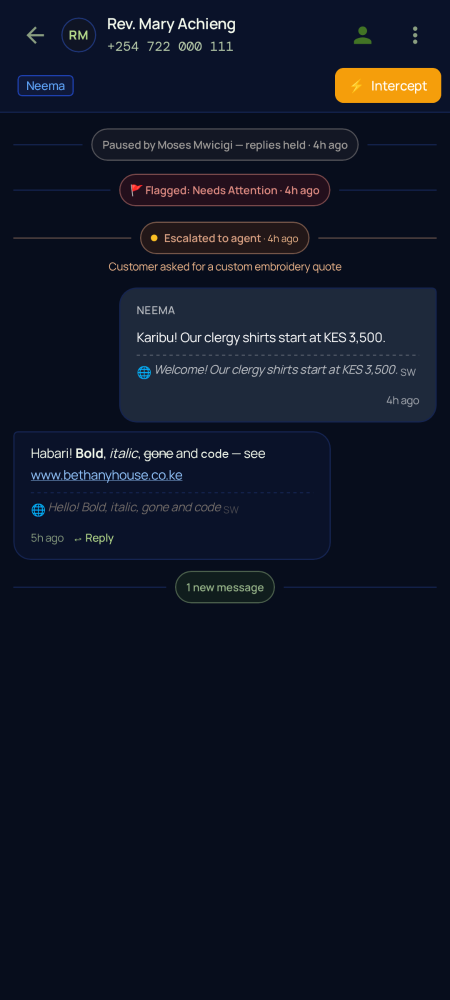 RM
Rev. Mary Achieng
+254 722 000 111
Neema
⚡ Intercept
Paused by Moses Mwicigi — replies held · 4h ago
🚩 Flagged: Needs Attention · 4h ago
Escalated to agent · 4h ago
Customer asked for a custom embroidery quote
NEEMA
Karibu! Our clergy shirts start at KES 3,500.
🌐 Welcome! Our clergy shirts start at KES 3,500. SW
4h ago
Habari! Bold, italic, gone and code — see
www.bethanyhouse.co.ke
🌐 Hello! Bold, italic, gone and code SW
5h ago ↩ Reply
1 new message